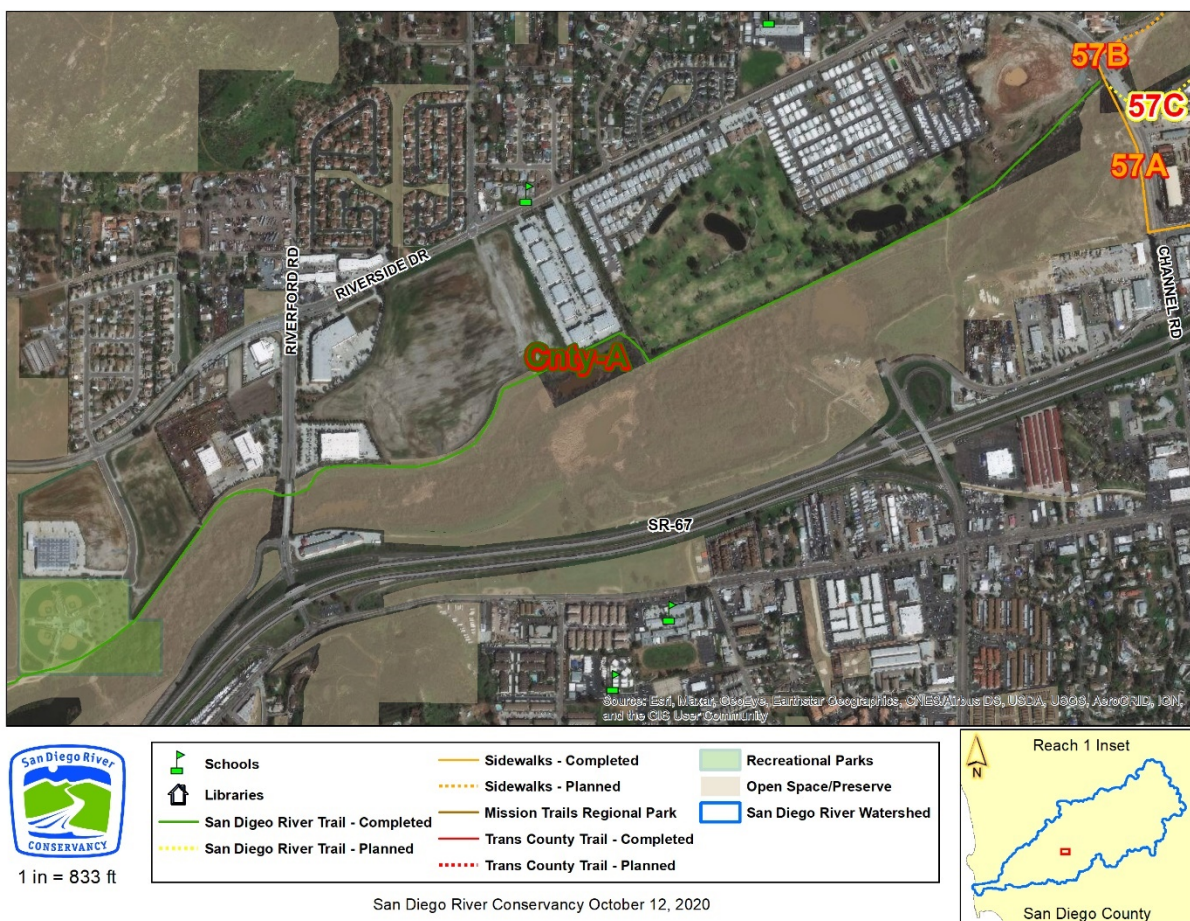 57B
57C
57A
RIVERSIDE DR
RIVERFORD RD
CHANNEL RD
Cnty-A
SR-67
Source: Esri, Maxar, GeoEye, Earthstar Geographics, CNES/Airbus DS, USDA, USGS, AeroGRID, IGN,
and the GIS User Community
San Diego River
CONSERVANCY
1 in = 833 ft
Schools
Libraries
San Digeo River Trail - Completed
San Diego River Trail - Planned
Sidewalks - Completed
Sidewalks - Planned
Mission Trails Regional Park
Trans County Trail - Completed
Trans County Trail - Planned
Recreational Parks
Open Space/Preserve
San Diego River Watershed
Reach 1 Inset
N
San Diego County
San Diego River Conservancy October 12, 2020